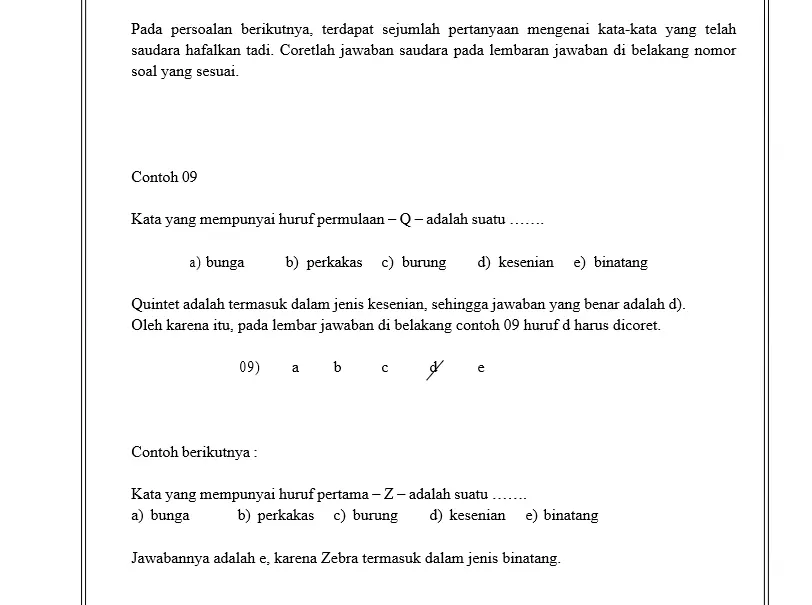 Pada persoalan berikutnya, terdapat sejumlah pertanyaan mengenai kata-kata yang telah
saudara hafalkan tadi. Coretlah jawaban saudara pada lembaran jawaban di belakang nomor
soal yang sesuai.
Contoh 09
Kata yang mempunyai huruf permulaan – Q – adalah suatu …….
a) bunga b) perkakas c) burung d) kesenian e) binatang
Quintet adalah termasuk dalam jenis kesenian, sehingga jawaban yang benar adalah d).
Oleh karena itu, pada lembar jawaban di belakang contoh 09 huruf d harus dicoret.
09) a b c d e
Contoh berikutnya :
Kata yang mempunyai huruf pertama – Z – adalah suatu …….
a) bunga b) perkakas c) burung d) kesenian e) binatang
Jawabannya adalah e, karena Zebra termasuk dalam jenis binatang.